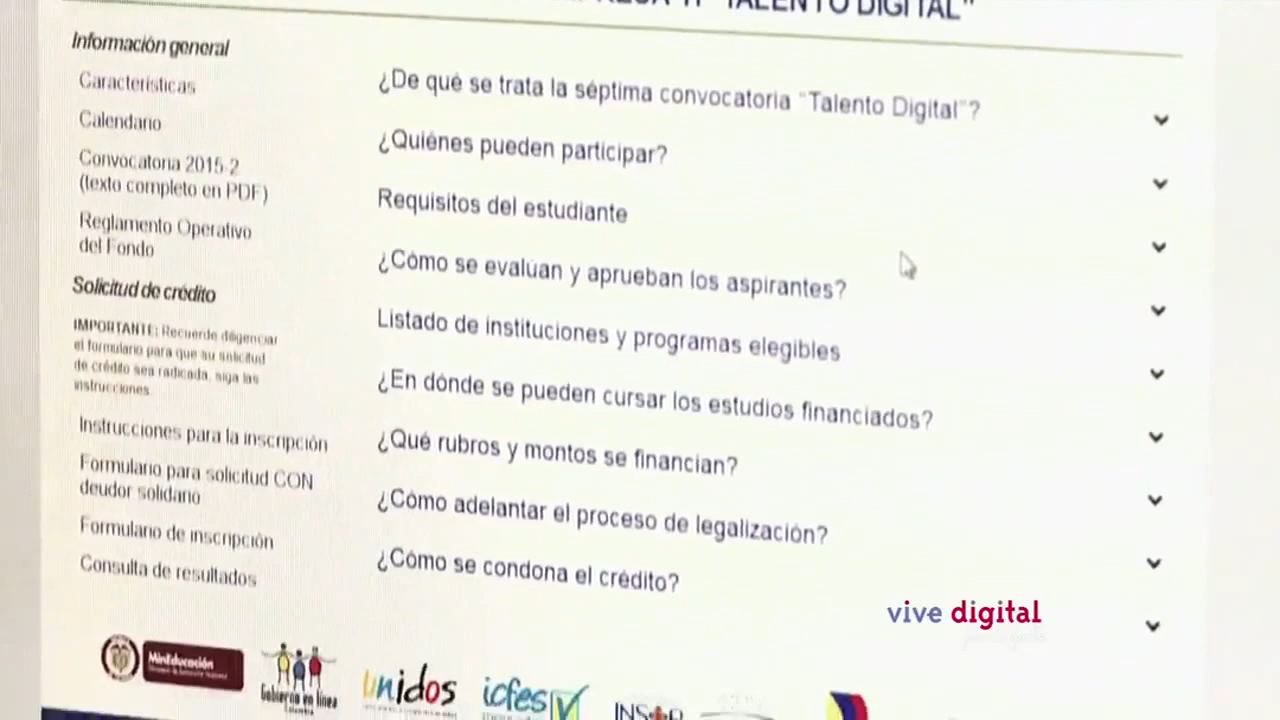 "TALENTO DIGITAL"
Información general
Características
Calendario
Convocatoria 2015-2
(texto completo en PDF)
Reglamento Operativo
del Fondo
Solicitud de crédito
IMPORTANTE: Recuerde diligenciar
el formulario para que su solicitud
de crédito sea radicada, siga las
instrucciones
Instrucciones para la inscripción
Formulario para solicitud CON
deudor solidario
Formulario de inscripción
Consulta de resultados
¿De qué se trata la séptima convocatoria "Talento Digital"?
¿Quiénes pueden participar?
Requisitos del estudiante
¿Cómo se evalúan y aprueban los aspirantes?
Listado de instituciones y programas elegibles
¿En dónde se pueden cursar los estudios financiados?
¿Qué rubros y montos se financian?
¿Cómo adelantar el proceso de legalización?
¿Cómo se condona el crédito?
vive digital
MinEducación
Gobierno en línea
unidos
icfes
INSOR